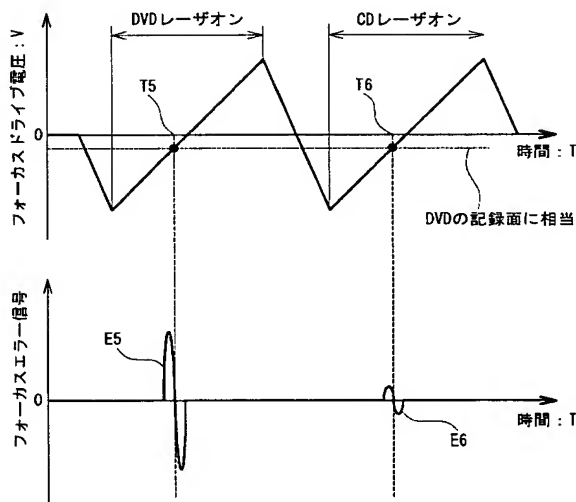 DVDレーザオン
CDレーザオン
フォーカスドライブ電圧：V
T5
T6
0
時間：T
DVDの記録面に相当
フォーカスエラー信号
E5
0
時間：T
E6